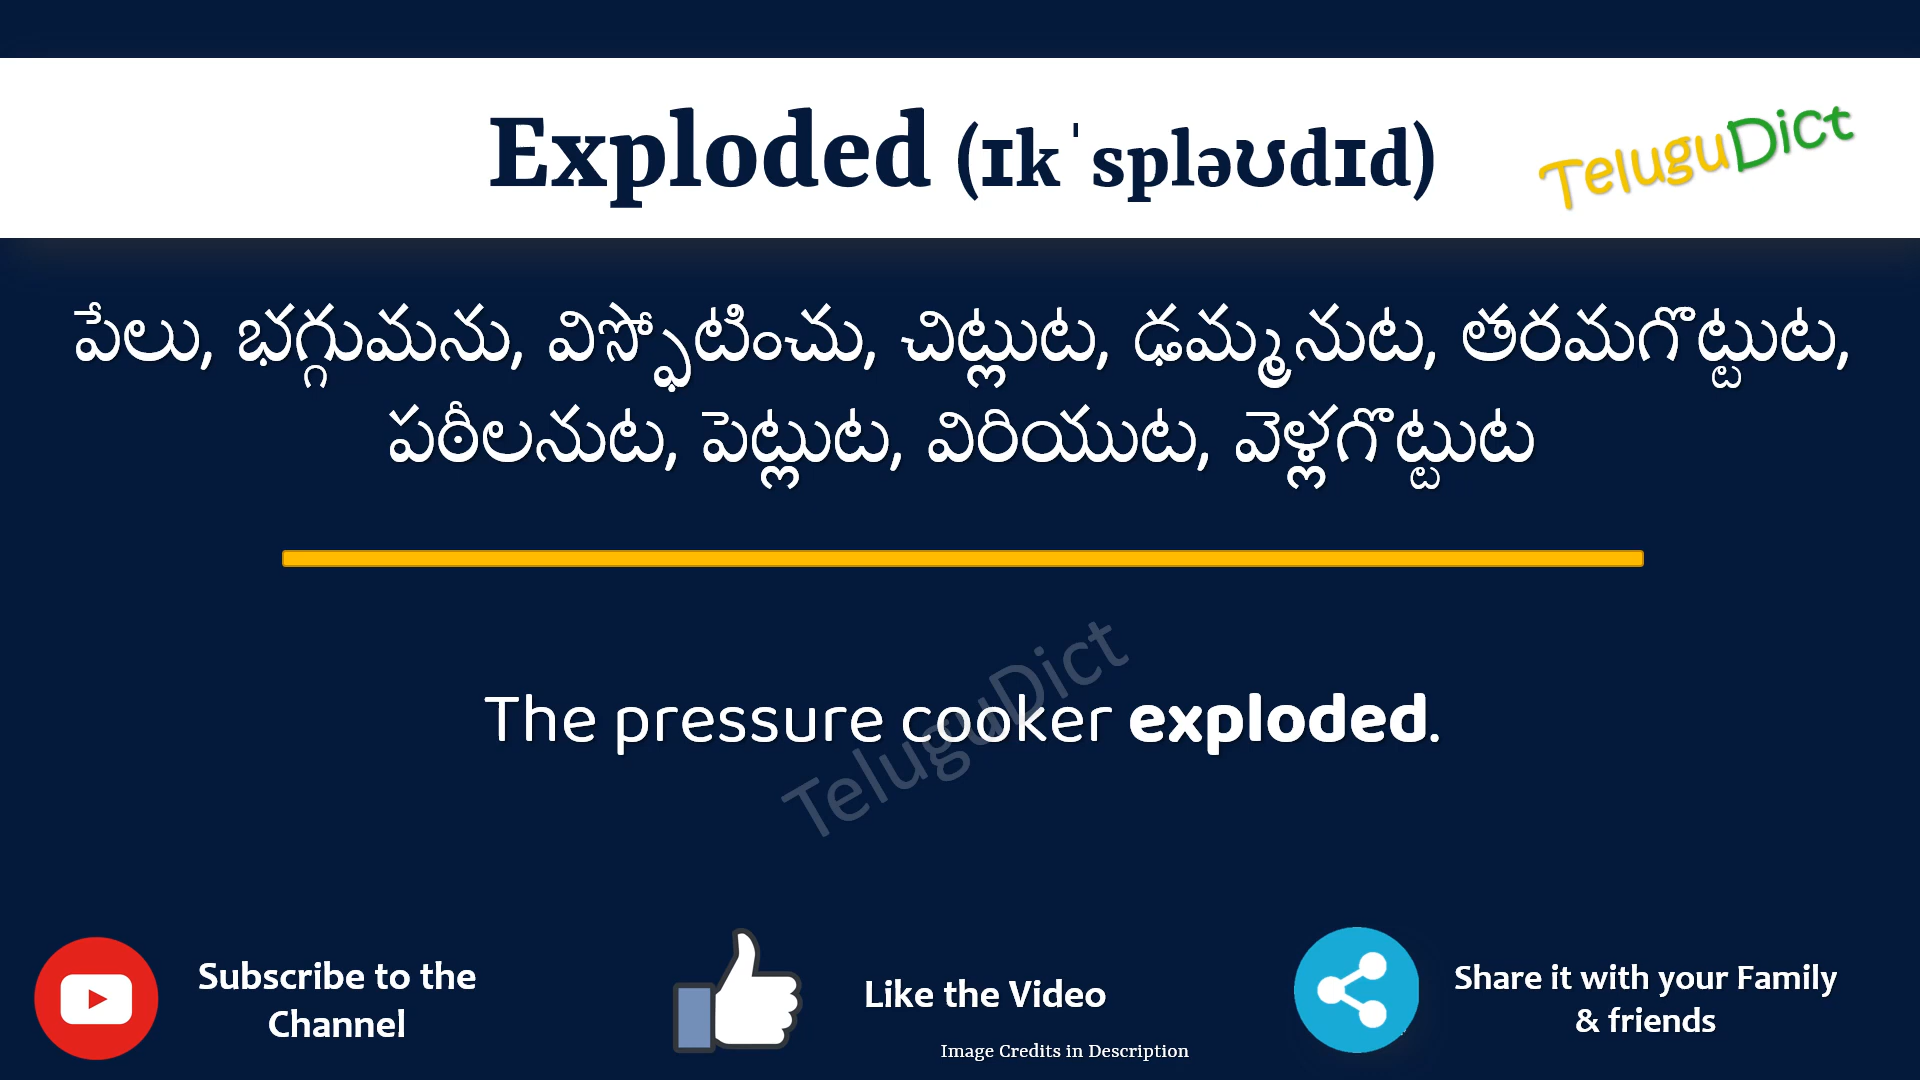 Exploded (ɪkˈspləʊdɪd)
TeluguDict
పేలు, భగ్గుమను, విస్ఫోటించు, చిట్లుట, ఢమ్మనుట, తరమగొట్టుట,
పఠీలనుట, పెట్లుట, విరియుట, వెళ్లగొట్టుట
The pressure cooker exploded.
TeluguDict
Subscribe to the
Channel
Like the Video
Share it with your Family
& friends
Image Credits in Description